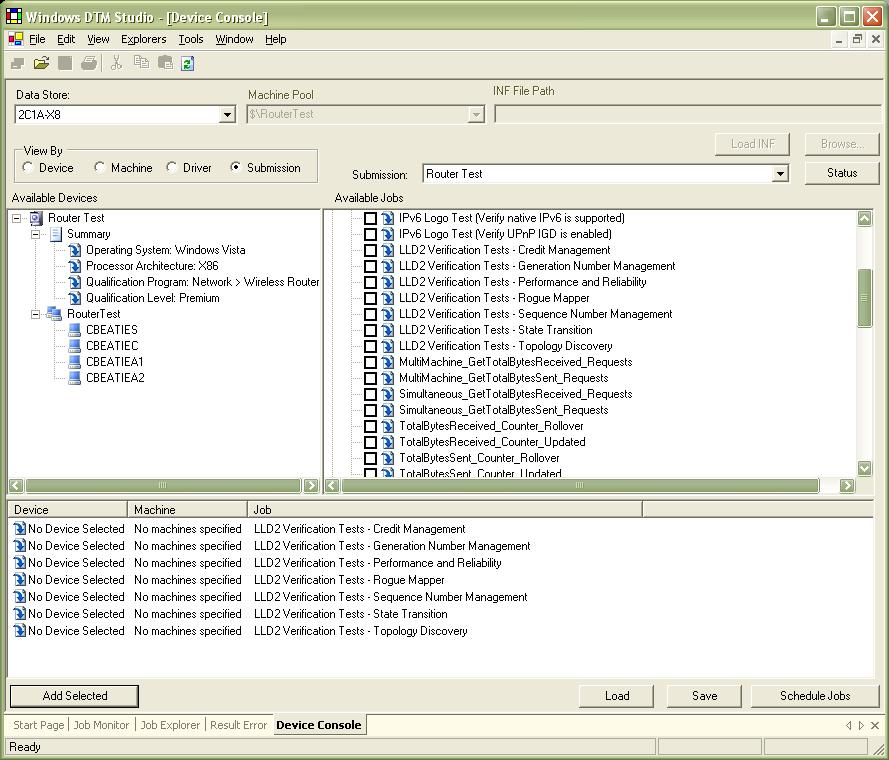 Windows DTM Studio - [Device Console]
File Edit View Explorers Tools Window Help
Data Store: Machine Pool INF File Path
2C1A-X8 $\RouterTest
Load INF Browse...
View By
Device Machine Driver Submission
Submission: Router Test Status
Available Devices
Router Test
Summary
Operating System: Windows Vista
Processor Architecture: X86
Qualification Program: Network > Wireless Router
Qualification Level: Premium
RouterTest
CBEATIES
CBEATIEC
CBEATIEA1
CBEATIEA2
Available Jobs
IPv6 Logo Test (Verify native IPv6 is supported)
IPv6 Logo Test (Verify UPnP IGD is enabled)
LLD2 Verification Tests - Credit Management
LLD2 Verification Tests - Generation Number Management
LLD2 Verification Tests - Performance and Reliability
LLD2 Verification Tests - Rogue Mapper
LLD2 Verification Tests - Sequence Number Management
LLD2 Verification Tests - State Transition
LLD2 Verification Tests - Topology Discovery
MultiMachine_GetTotalBytesReceived_Requests
MultiMachine_GetTotalBytesSent_Requests
Simultaneous_GetTotalBytesReceived_Requests
Simultaneous_GetTotalBytesSent_Requests
TotalBytesReceived_Counter_Rollover
TotalBytesReceived_Counter_Updated
TotalBytesSent_Counter_Rollover
TotalBytesSent_Counter_Updated
Device Machine Job
No Device Selected No machines specified LLD2 Verification Tests - Credit Management
No Device Selected No machines specified LLD2 Verification Tests - Generation Number Management
No Device Selected No machines specified LLD2 Verification Tests - Performance and Reliability
No Device Selected No machines specified LLD2 Verification Tests - Rogue Mapper
No Device Selected No machines specified LLD2 Verification Tests - Sequence Number Management
No Device Selected No machines specified LLD2 Verification Tests - State Transition
No Device Selected No machines specified LLD2 Verification Tests - Topology Discovery
Add Selected Load Save Schedule Jobs
Start Page Job Monitor Job Explorer Result Error Device Console
Ready